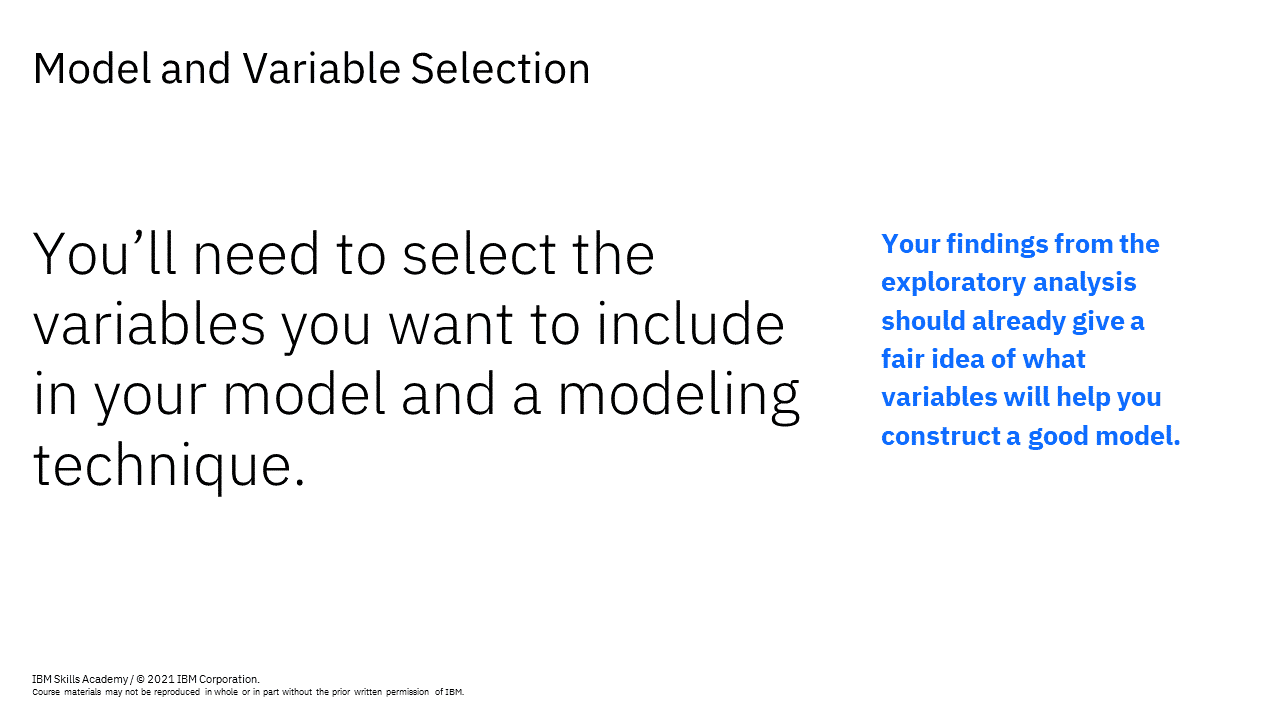 Model and Variable Selection
You’ll need to select the
variables you want to include
in your model and a modeling
technique.
Your findings from the
exploratory analysis
should already give a
fair idea of what
variables will help you
construct a good model.
IBM Skills Academy / © 2021 IBM Corporation.
Course materials may not be reproduced in whole or in part without the prior written permission of IBM.